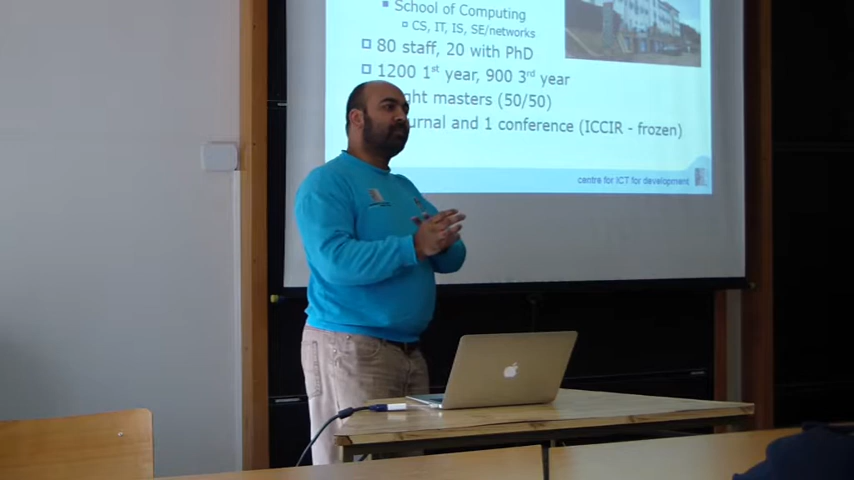 School of Computing
CS, IT, IS, SE/networks
80 staff, 20 with PhD
1200 1st year, 900 3rd year
ght masters (50/50)
urnal and 1 conference (ICCIR - frozen)
centre for ICT for development